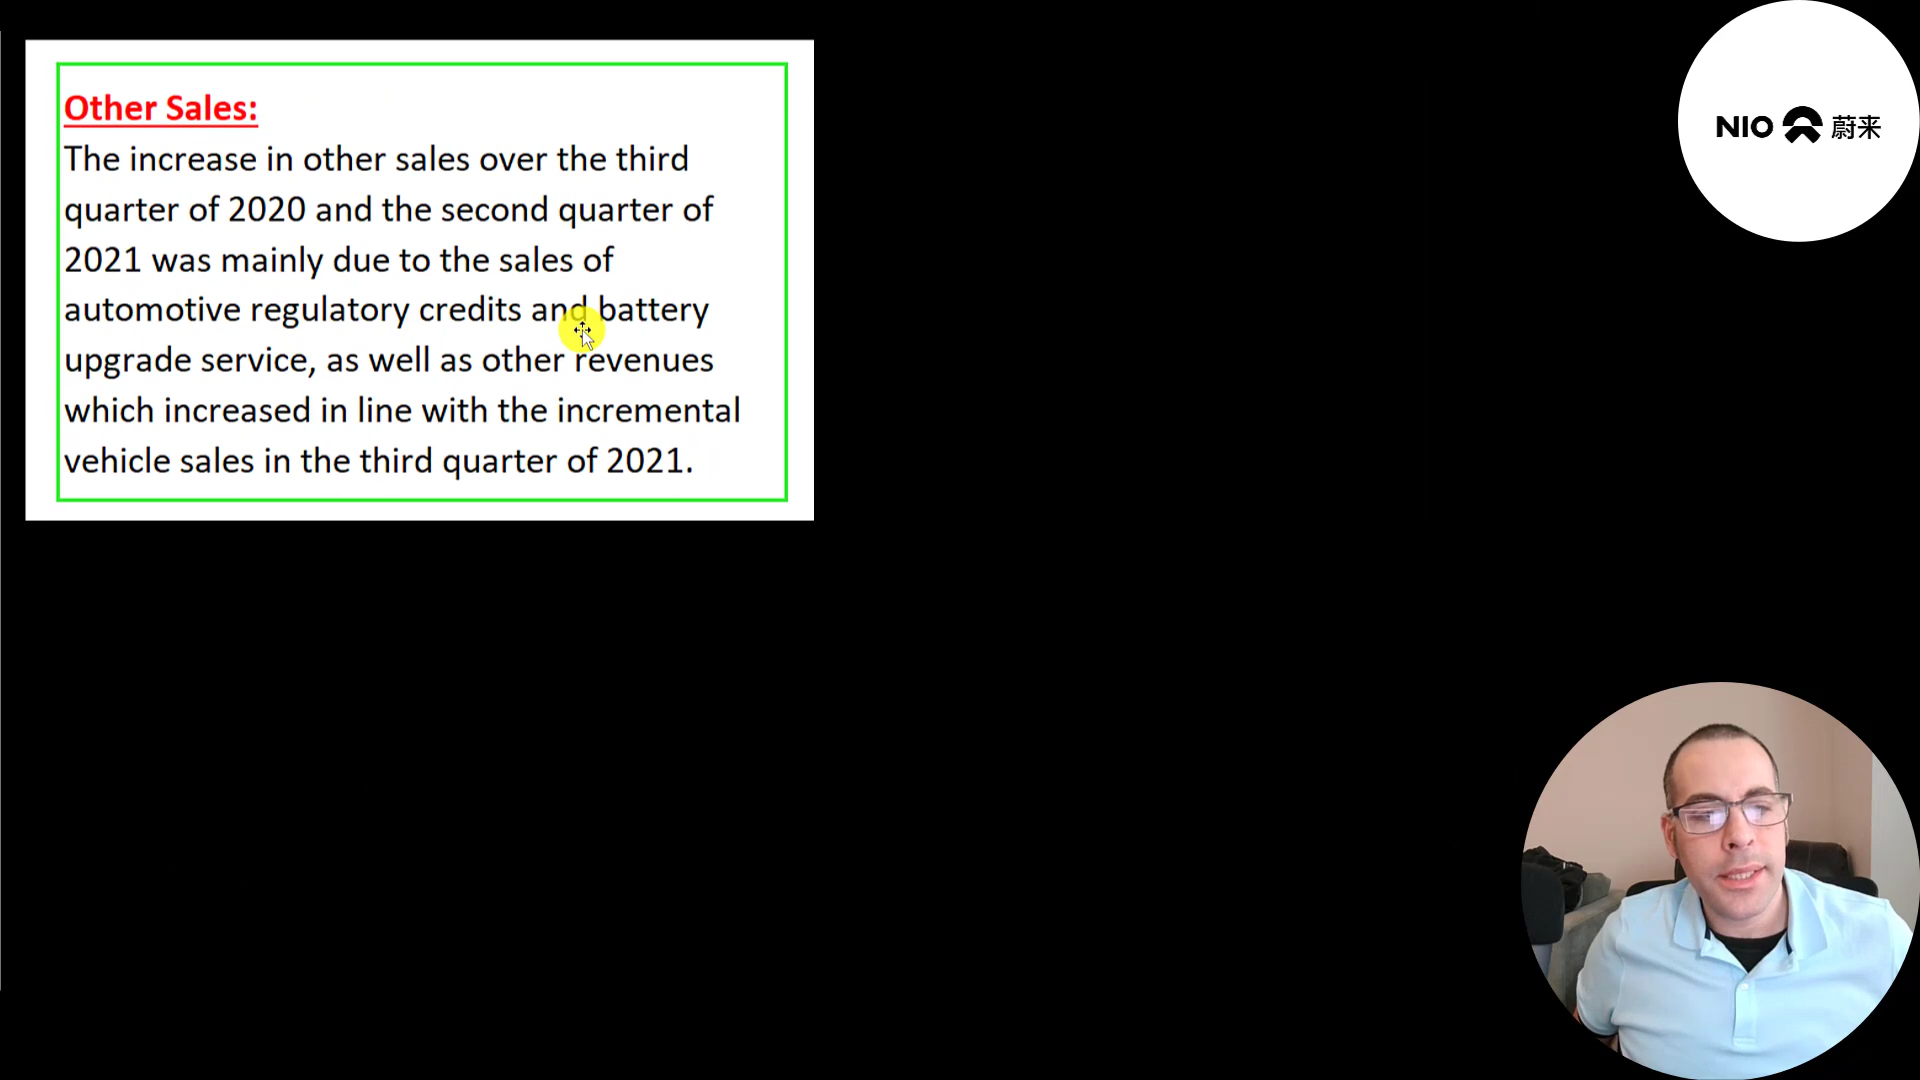 Other Sales:
The increase in other sales over the third
quarter of 2020 and the second quarter of
2021 was mainly due to the sales of
automotive regulatory credits and battery
upgrade service, as well as other revenues
which increased in line with the incremental
vehicle sales in the third quarter of 2021.
NIO 蔚来